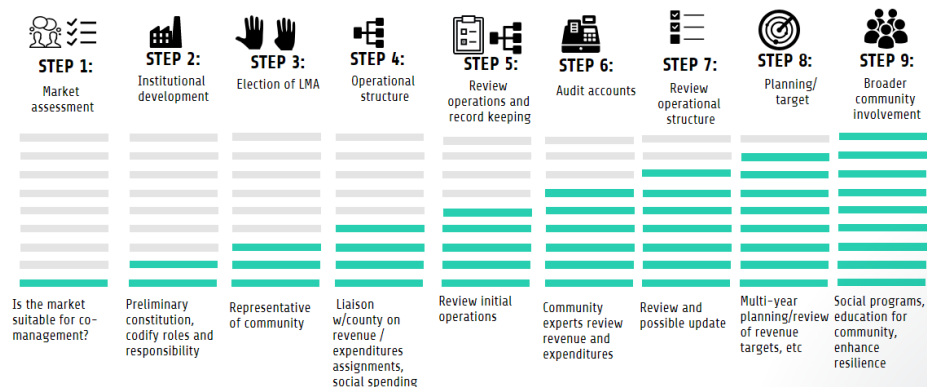 STEP 1:
Market
assessment
STEP 2:
Institutional
development
STEP 3:
Election of LMA
STEP 4:
Operational
structure
STEP 5:
Review
operations and
record keeping
STEP 6:
Audit accounts
STEP 7:
Review
operational
structure
STEP 8:
Planning/
target
STEP 9:
Broader
community
involvement
Is the market
suitable for co-
management?
Preliminary
constitution,
codify roles and
responsibility
Representative
of community
Liaison
w/county on
revenue /
expenditures
assignments,
social spending
Review initial
operations
Community
experts review
revenue and
expenditures
Review and
possible update
Multi-year
planning/review
of revenue
targets, etc
Social programs,
education for
community,
enhance
resilience